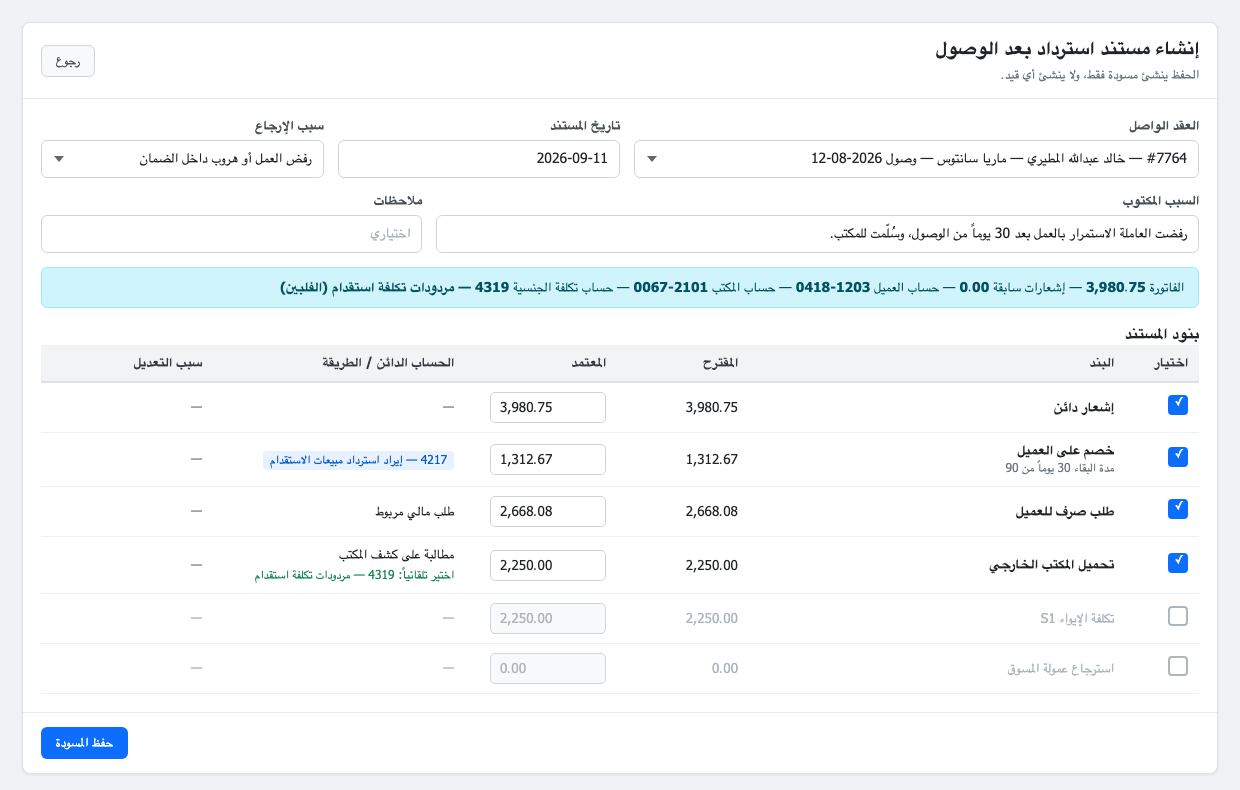 إنشاء مستند استرداد بعد الوصول
الحفظ ينشئ مسودة فقط، ولا ينشئ أي قيد.
رجوع
العقد الواصل
تاريخ المستند
سبب الإرجاع
#7764 — خالد عبدالله المطيري — ماريا سانتوس — وصول 2026-08-12
2026-09-11
رفض العمل أو هروب داخل الضمان
السبب المكتوب
ملاحظات
رفضت العاملة الاستمرار بالعمل بعد 30 يوماً من الوصول، وسُلّمت للمكتب.
اختياري
الفاتورة 3,980.75 — إشعارات سابقة 0.00 — حساب العميل 1203-0418 — حساب المكتب 2101-0067 — حساب تكلفة الجنسية 4319 — مردودات تكلفة استقدام (الفلبين)
بنود المستند
اختيار البند المقترح المعتمد الحساب الدائن / الطريقة سبب التعديل
إشعار دائن 3,980.75 3,980.75 — —
خصم على العميل 1,312.67 1,312.67 4217 — إيراد استرداد مبيعات الاستقدام —
مدة البقاء 30 يوماً من 90
طلب صرف للعميل 2,668.08 2,668.08 طلب مالي مربوط —
تحميل المكتب الخارجي 2,250.00 2,250.00 مطالبة على كشف المكتب —
اختير تلقائياً: 4319 — مردودات تكلفة استقدام
تكلفة الإيواء S1 2,250.00 2,250.00 — —
استرجاع عمولة المسوق 0.00 0.00 — —
حفظ المسودة